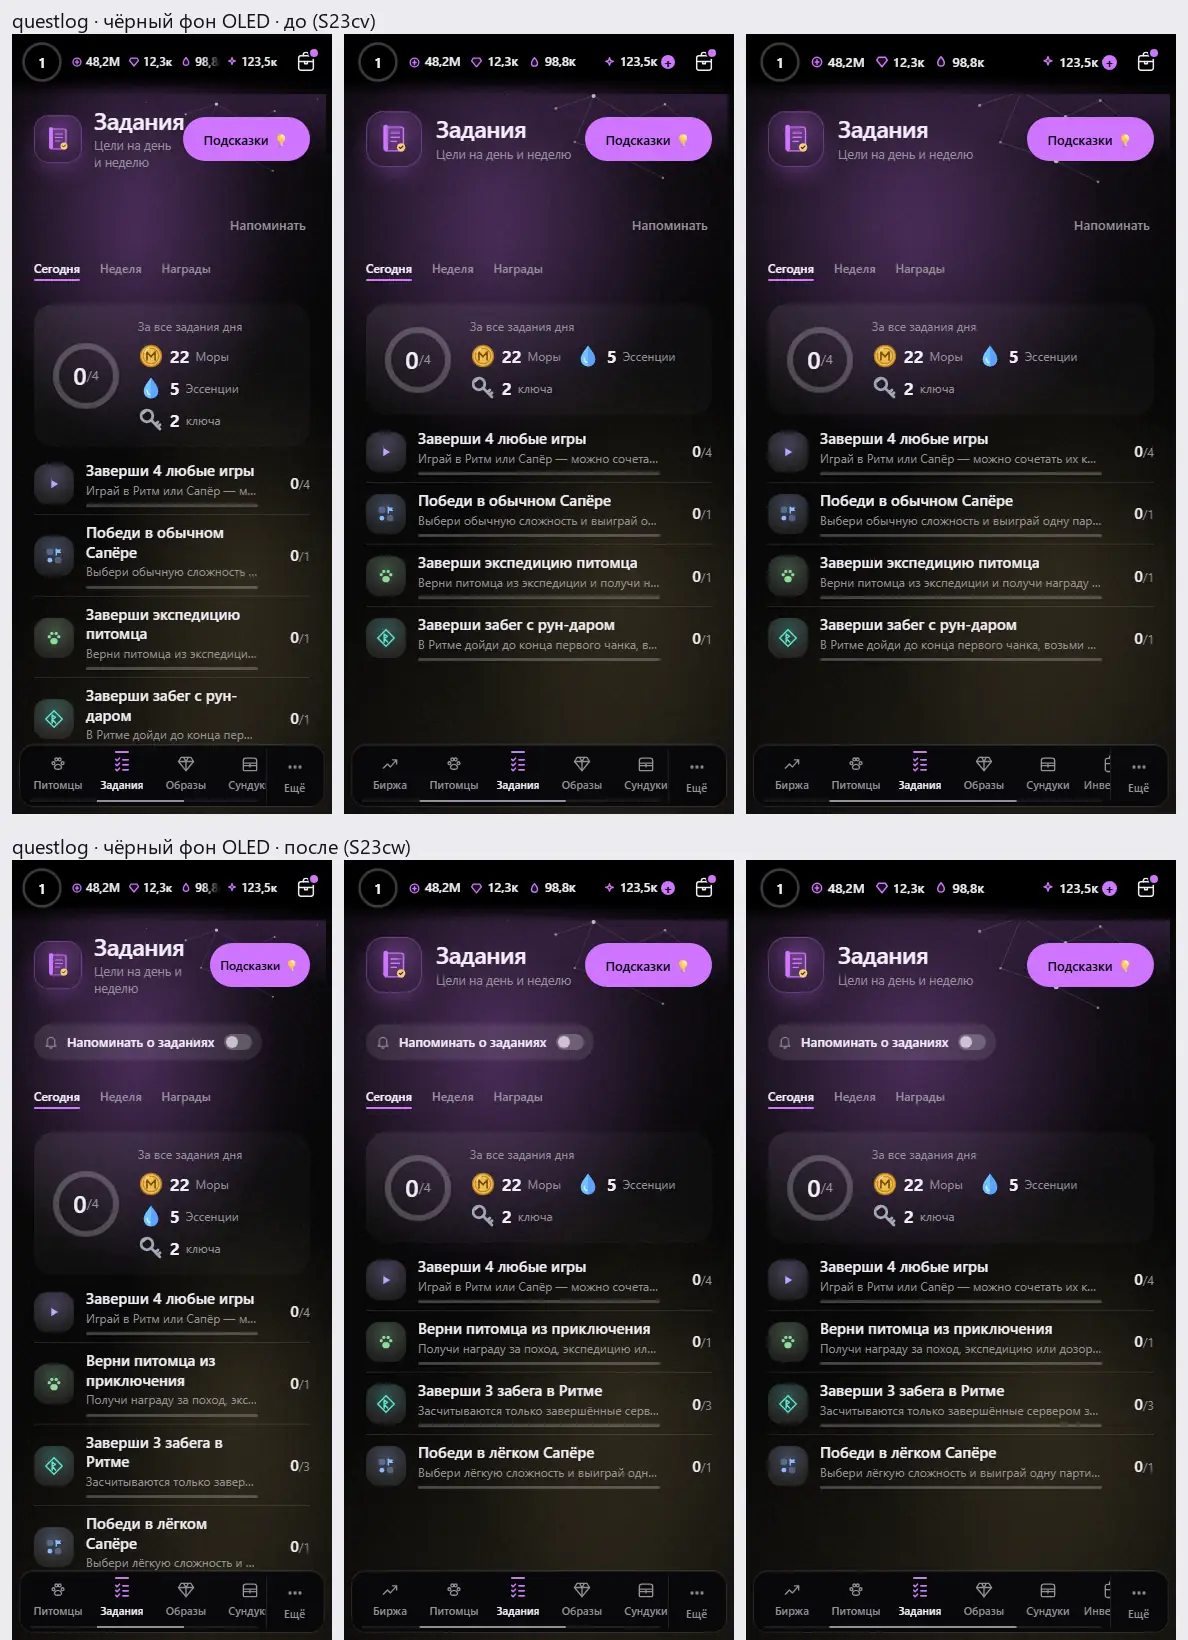 questlog · чёрный фон OLED · до (S23cv)
1 48,2М 12,3к 98,8 123,5к
Задания
Цели на день
и неделю
Подсказки
Напоминать
Сегодня Неделя Награды
За все задания дня
0/4
22 Моры
5 Эссенции
2 ключа
Заверши 4 любые игры
Играй в Ритм или Сапёр — м...
0/4
Победи в обычном
Сапёре
Выбери обычную сложность ...
0/1
Заверши экспедицию
питомца
Верни питомца из экспедици...
0/1
Заверши забег с рун-
даром
В Ритме дойди до конца пер...
0/1
Питомцы Задания Образы Сундук Ещё
1 48,2М 12,3к 98,8к 123,5к +
Задания
Цели на день и неделю
Подсказки
Напоминать
Сегодня Неделя Награды
За все задания дня
0/4
22 Моры 5 Эссенции
2 ключа
Заверши 4 любые игры
Играй в Ритм или Сапёр — можно сочета...
0/4
Победи в обычном Сапёре
Выбери обычную сложность и выиграй о...
0/1
Заверши экспедицию питомца
Верни питомца из экспедиции и получи н...
0/1
Заверши забег с рун-даром
В Ритме дойди до конца первого чанка, в...
0/1
Биржа Питомцы Задания Образы Сундуки Ещё
1 48,2М 12,3к 98,8к 123,5к +
Задания
Цели на день и неделю
Подсказки
Напоминать
Сегодня Неделя Награды
За все задания дня
0/4
22 Моры 5 Эссенции
2 ключа
Заверши 4 любые игры
Играй в Ритм или Сапёр — можно сочетать их к...
0/4
Победи в обычном Сапёре
Выбери обычную сложность и выиграй одну пар...
0/1
Заверши экспедицию питомца
Верни питомца из экспедиции и получи награду ...
0/1
Заверши забег с рун-даром
В Ритме дойди до конца первого чанка, возьми ...
0/1
Биржа Питомцы Задания Образы Сундуки Инве Ещё
questlog · чёрный фон OLED · после (S23cw)
1 48,2М 12,3к 98,8 123,5к
Задания
Цели на день и
неделю
Подсказки
Напоминать о заданиях
Сегодня Неделя Награды
За все задания дня
0/4
22 Моры
5 Эссенции
2 ключа
Заверши 4 любые игры
Играй в Ритм или Сапёр — м...
0/4
Верни питомца из
приключения
Получи награду за поход, экс...
0/1
Заверши 3 забега в
Ритме
Засчитываются только завер...
0/3
Победи в лёгком
Сапёре
Выбери лёгкую сложность и ...
0/1
Питомцы Задания Образы Сундук Ещё
1 48,2М 12,3к 98,8к 123,5к +
Задания
Цели на день и неделю
Подсказки
Напоминать о заданиях
Сегодня Неделя Награды
За все задания дня
0/4
22 Моры 5 Эссенции
2 ключа
Заверши 4 любые игры
Играй в Ритм или Сапёр — можно сочета...
0/4
Верни питомца из приключения
Получи награду за поход, экспедицию ил...
0/1
Заверши 3 забега в Ритме
Засчитываются только завершённые серв...
0/3
Победи в лёгком Сапёре
Выбери лёгкую сложность и выиграй одн...
0/1
Биржа Питомцы Задания Образы Сундуки Ещё
1 48,2М 12,3к 98,8к 123,5к +
Задания
Цели на день и неделю
Подсказки
Напоминать о заданиях
Сегодня Неделя Награды
За все задания дня
0/4
22 Моры 5 Эссенции
2 ключа
Заверши 4 любые игры
Играй в Ритм или Сапёр — можно сочетать их к...
0/4
Верни питомца из приключения
Получи награду за поход, экспедицию или дозор...
0/1
Заверши 3 забега в Ритме
Засчитываются только завершённые сервером з...
0/3
Победи в лёгком Сапёре
Выбери лёгкую сложность и выиграй одну парти...
0/1
Биржа Питомцы Задания Образы Сундуки Инве Ещё